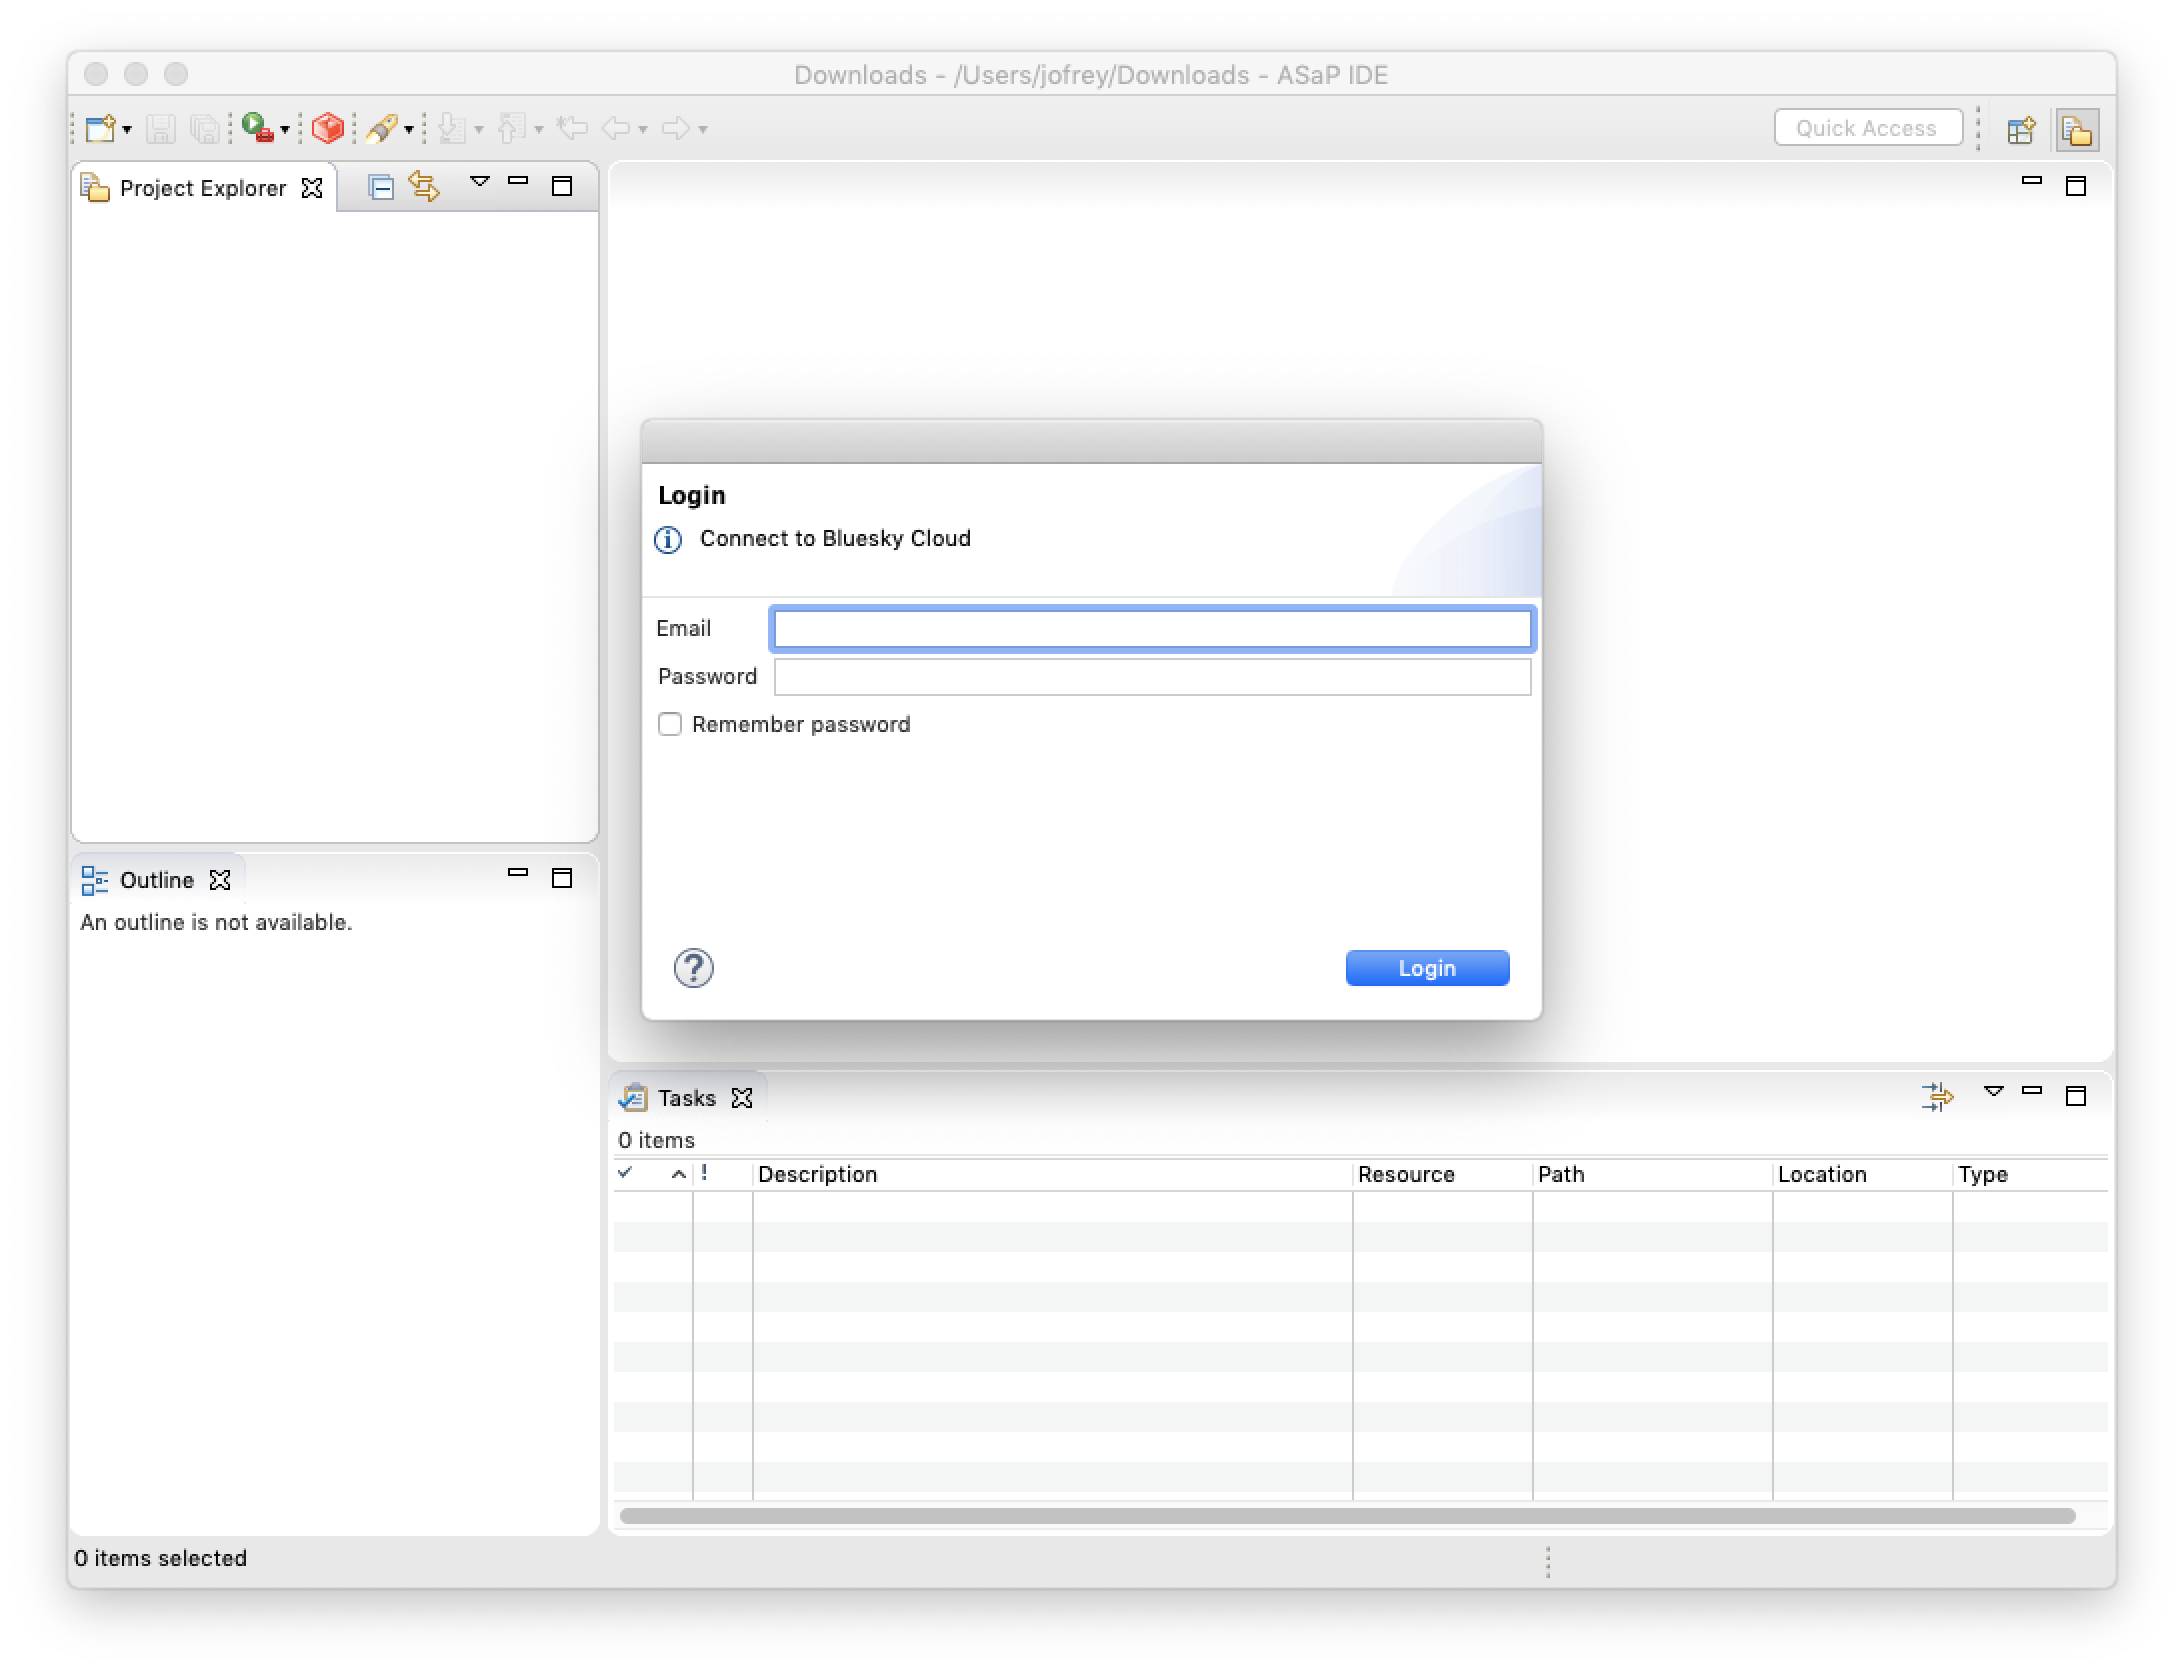 Downloads - /Users/jofrey/Downloads - ASaP IDE
Quick Access
Project Explorer
Login
Connect to Bluesky Cloud
Email
Password
Remember password
?
Login
Outline
An outline is not available.
Tasks
0 items
! Description Resource Path Location Type
0 items selected